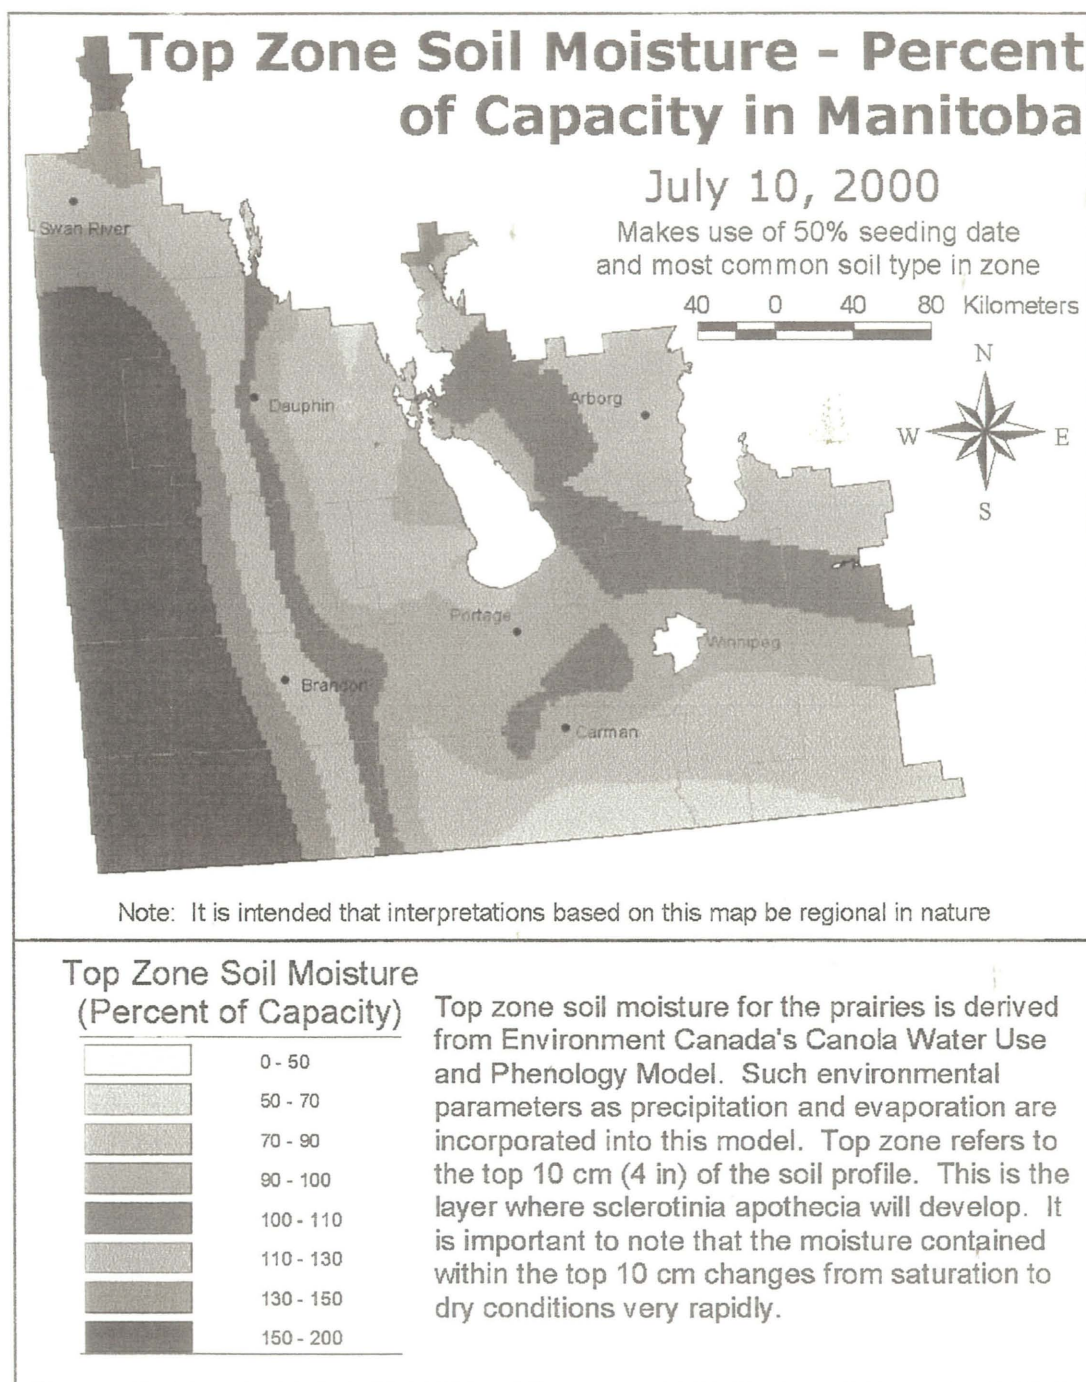 Top Zone Soil Moisture - Percent
of Capacity in Manitoba
July 10, 2000
Makes use of 50% seeding date
and most common soil type in zone
40 0 40 80 Kilometers
N
W E
S
Swan River
Dauphin
Arborg
Portage
Winnipeg
Brandon
Carman
Note: It is intended that interpretations based on this map be regional in nature
Top Zone Soil Moisture
(Percent of Capacity)
0 - 50
50 - 70
70 - 90
90 - 100
100 - 110
110 - 130
130 - 150
150 - 200
Top zone soil moisture for the prairies is derived
from Environment Canada's Canola Water Use
and Phenology Model. Such environmental
parameters as precipitation and evaporation are
incorporated into this model. Top zone refers to
the top 10 cm (4 in) of the soil profile. This is the
layer where sclerotinia apothecia will develop. It
is important to note that the moisture contained
within the top 10 cm changes from saturation to
dry conditions very rapidly.